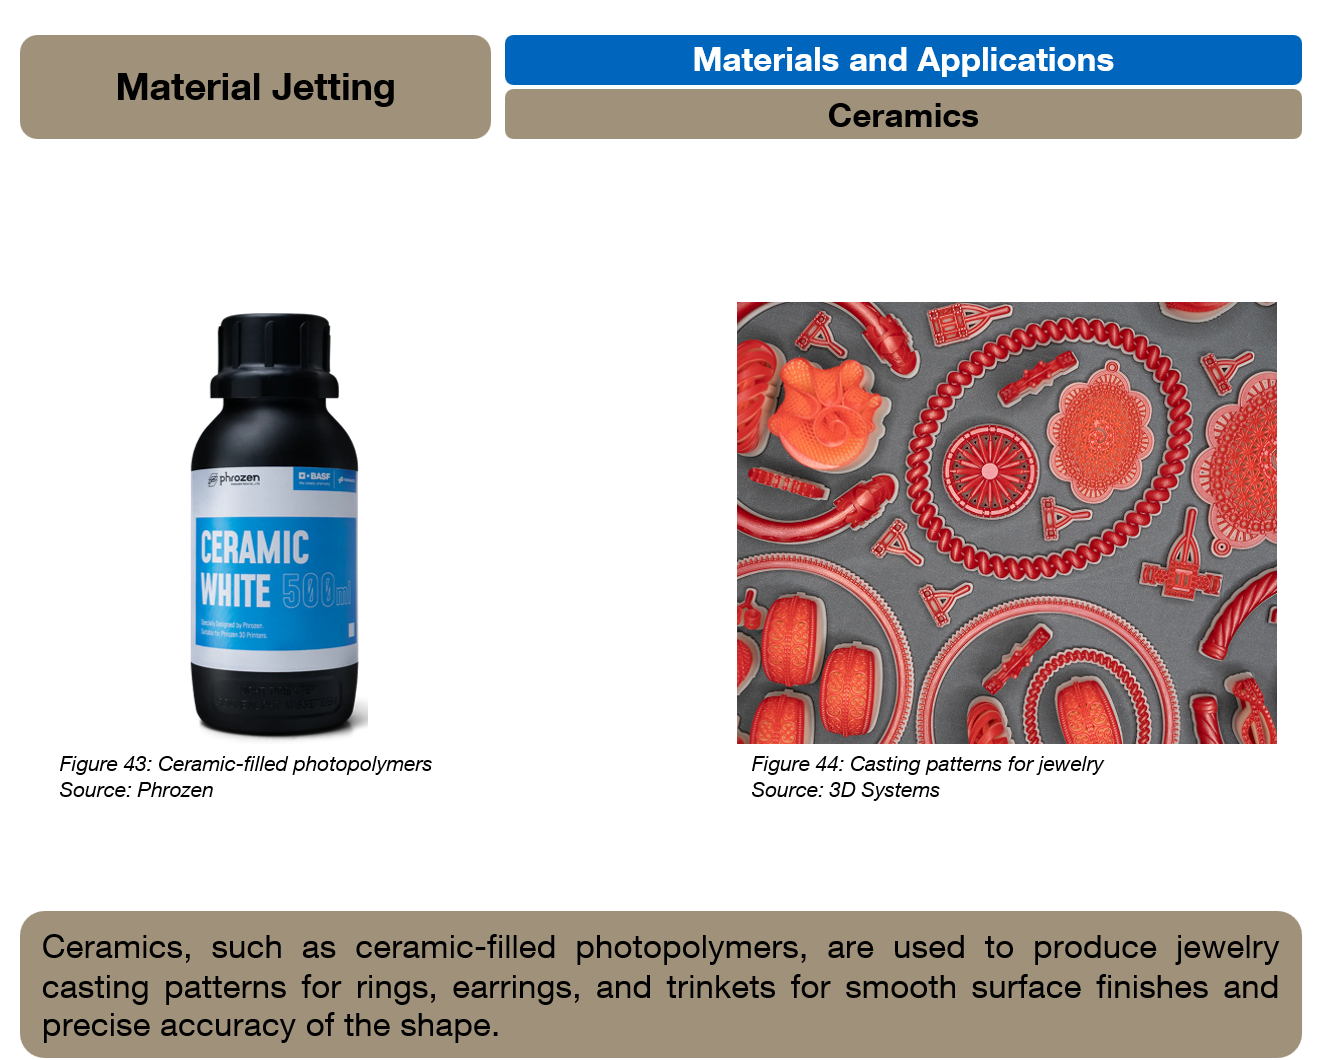 Material Jetting
Materials and Applications
Ceramics
phrozen
BASF
CERAMIC
WHITE 500ml
Specially Designed by Phrozen.
Suitable for Phrozen 3D Printers.
Figure 43: Ceramic-filled photopolymers
Source: Phrozen
Figure 44: Casting patterns for jewelry
Source: 3D Systems
Ceramics, such as ceramic-filled photopolymers, are used to produce jewelry
casting patterns for rings, earrings, and trinkets for smooth surface finishes and
precise accuracy of the shape.